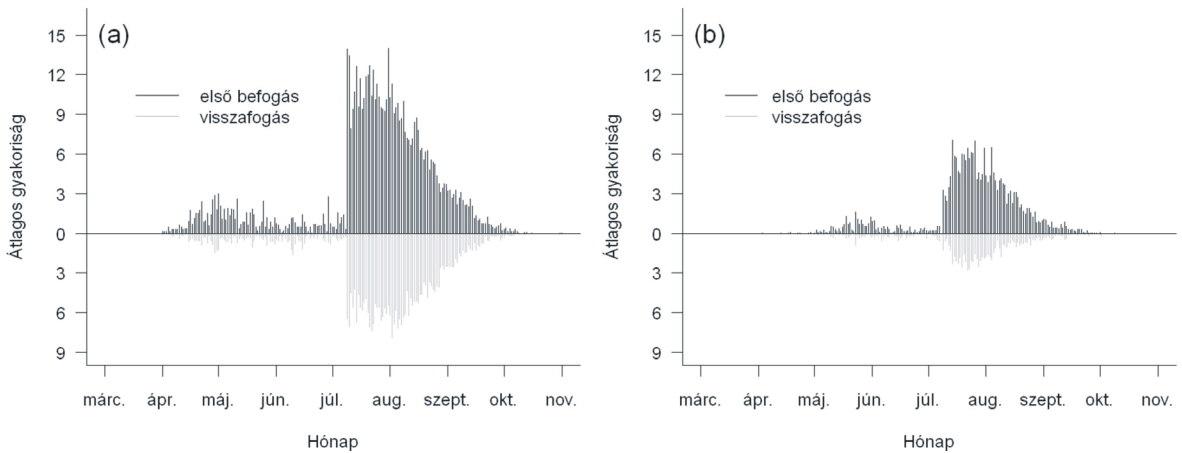 (a)
15
12
9
6
3
0
3
6
9
Átlagos gyakoriság
első befogás
visszafogás
márc. ápr. máj. jún. júl. aug. szept. okt. nov.
Hónap
(b)
15
12
9
6
3
0
3
6
9
Átlagos gyakoriság
első befogás
visszafogás
márc. ápr. máj. jún. júl. aug. szept. okt. nov.
Hónap